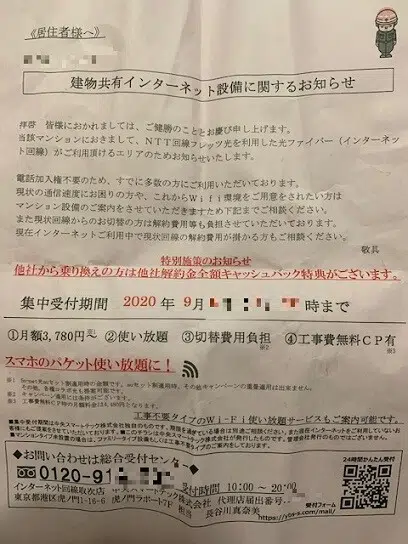 ≪居住者様へ≫
建物共有インターネット設備に関するお知らせ
拝啓 皆様におかれましては、ご健勝のこととお慶び申し上げます。
当該マンションにおきまして、NTT回線フレッツ光を利用した光ファイバー（インターネット
回線）がご利用頂けるエリアのためお知らせいたします。
電話加入権不要のため、すでに多数の方にご利用いただいております。
現状の通信速度にお困りの方や、これからWifi環境をご用意をされたい方は
マンション設備のご案内をさせていただきますため下記までご相談ください。
また現状回線からのお切替の方は解約費用等も負担させていただいております。
現在インターネットご利用中で現状回線の解約費用が掛かる方もご相談ください。
敬具
特別施策のお知らせ
他社から乗り換えの方は他社解約金全額キャッシュバック特典がございます。
集中受付期間 2020 年 9月 時まで
①月額3,780円～ ②使い放題 ③切替費用負担 ④工事費無料CP有
スマホのパケット使い放題に！
工事不要タイプのWi-Fi使い放題サービスもご案内可能です。
◆お問い合わせは総合受付センター
0120-91
受付時間 10:00～20:00
インターネット回線取次店
代理店届出番号
東京都港区虎ノ門1-16-6 虎ノ門ラポート7F
担当 長谷川真奈美
24時間かんたん受付
受付フォーム